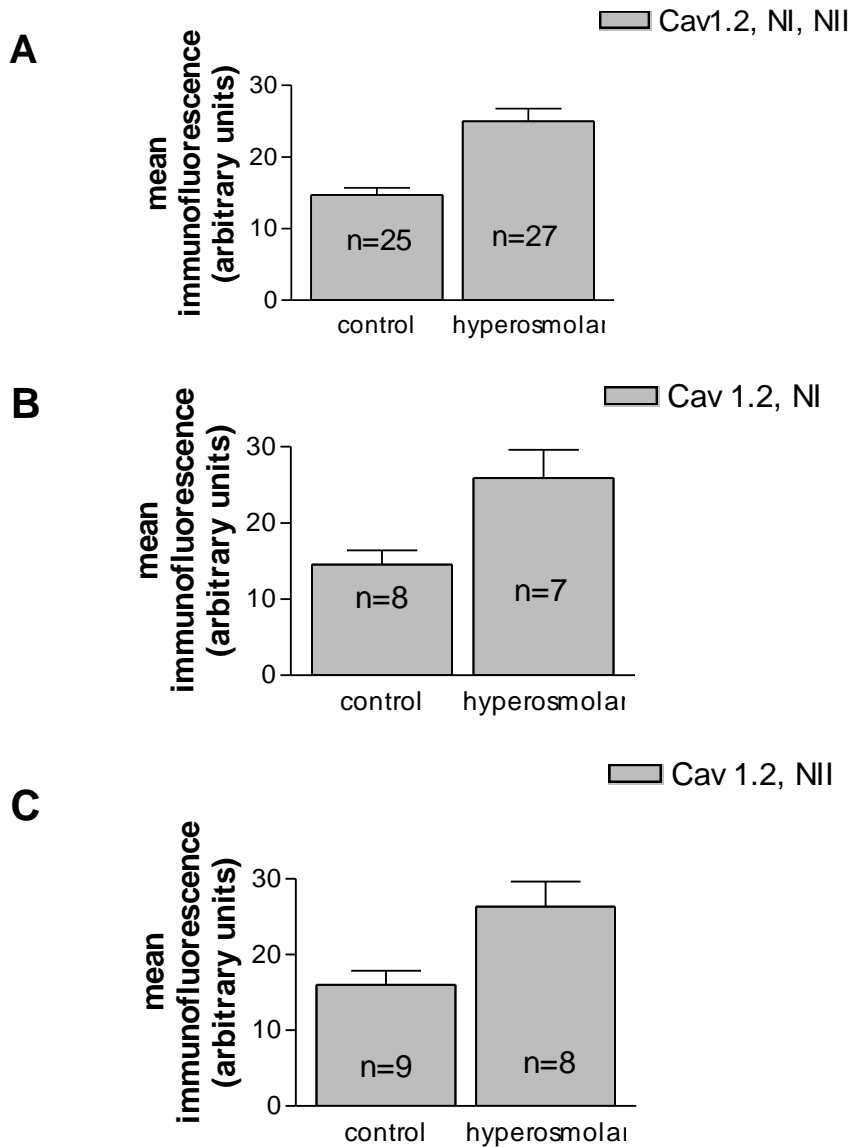 Cav1.2, NI, NII
A
mean
immunofluorescence
(arbitrary units)
30
20
10
0
n=25
n=27
control
hyperosmolar
Cav 1.2, NI
B
mean
immunofluorescence
(arbitrary units)
30
20
10
0
n=8
n=7
control
hyperosmolar
Cav 1.2, NII
C
mean
immunofluorescence
(arbitrary units)
30
20
10
0
n=9
n=8
control
hyperosmolar